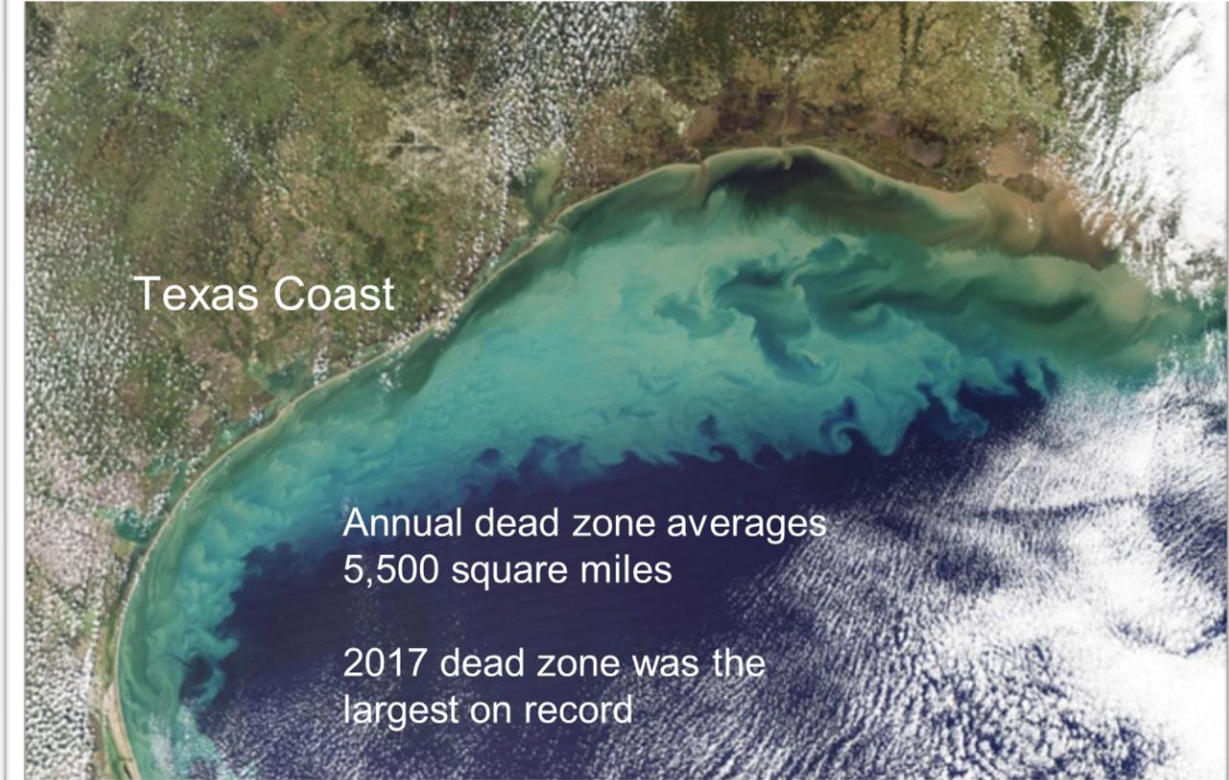 Texas Coast
Annual dead zone averages
5,500 square miles
2017 dead zone was the
largest on record